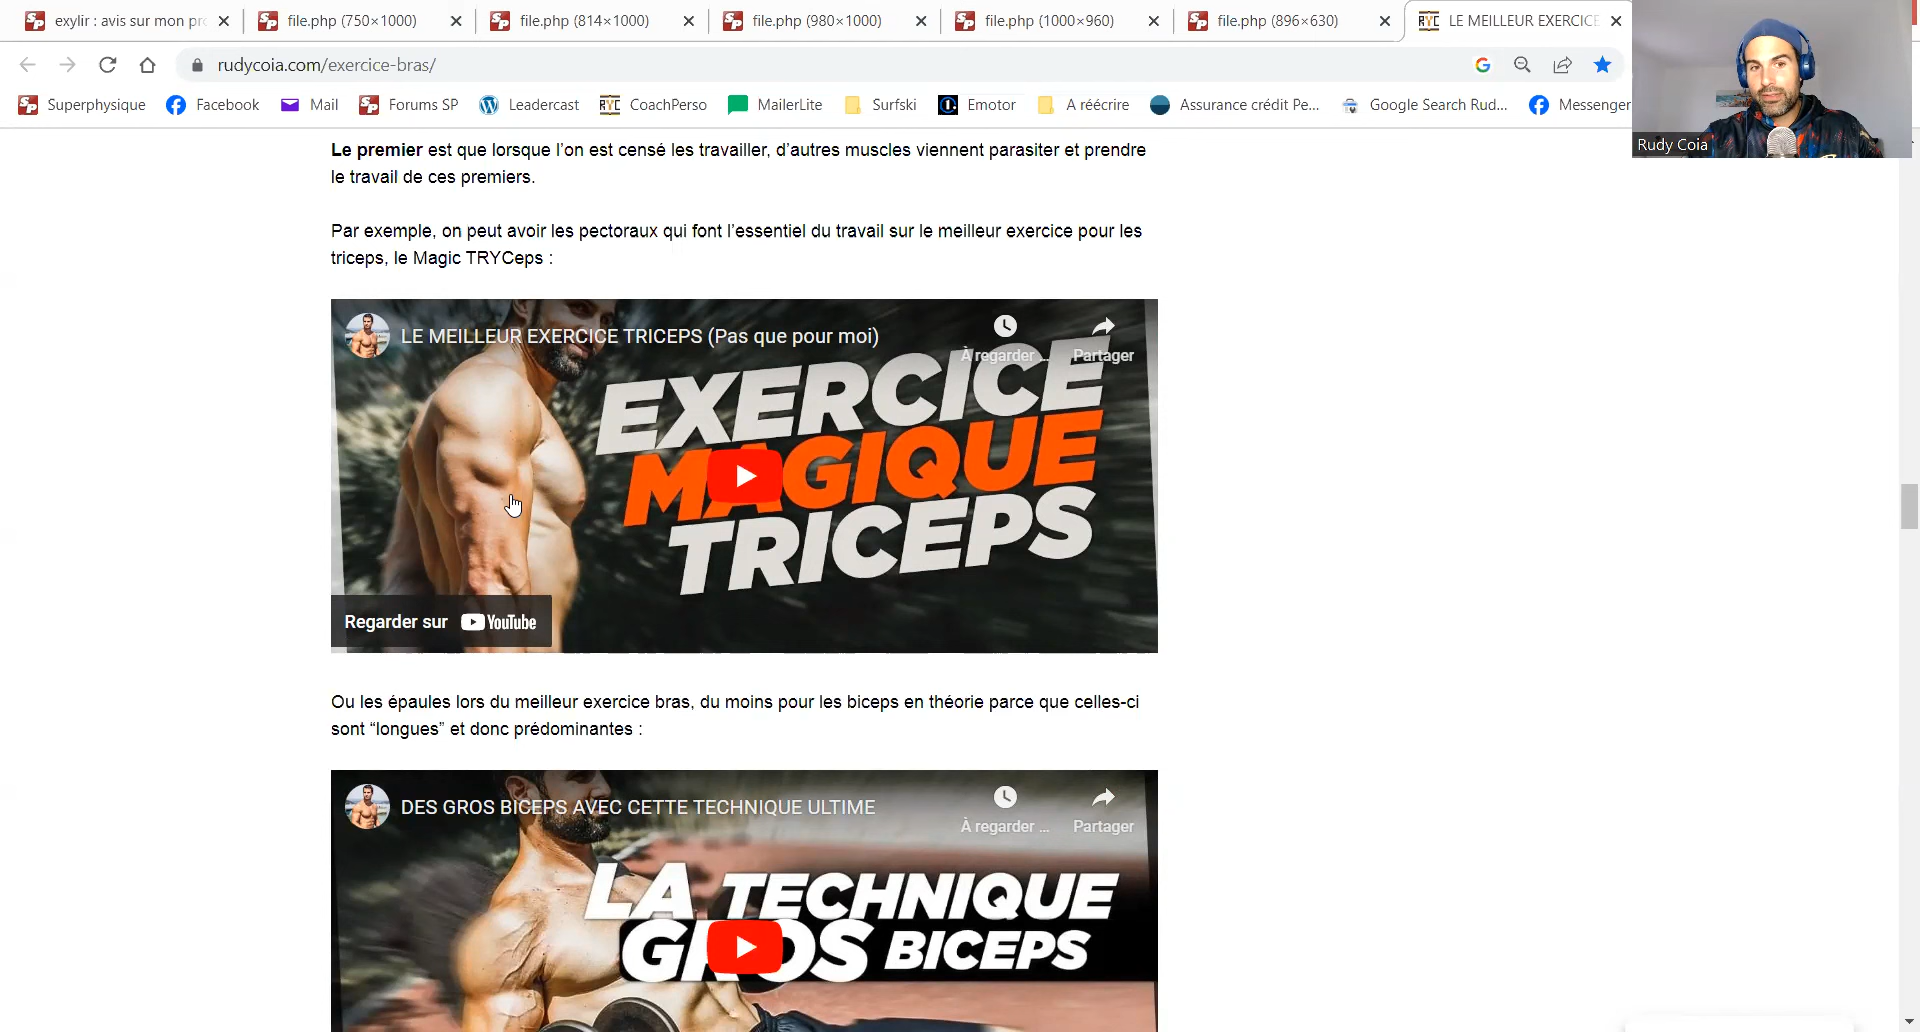 exylir : avis sur mon pr
file.php (750×1000)
file.php (814×1000)
file.php (980×1000)
file.php (1000×960)
file.php (896×630)
LE MEILLEUR EXERCICE
rudycoia.com/exercice-bras/
Superphysique
Facebook
Mail
Forums SP
Leadercast
CoachPerso
MailerLite
Surfski
Emotor
A réécrire
Assurance crédit Pe...
Google Search Rud...
Messenger
Rudy Coia
Le premier est que lorsque l’on est censé les travailler, d’autres muscles viennent parasiter et prendre
le travail de ces premiers.
Par exemple, on peut avoir les pectoraux qui font l’essentiel du travail sur le meilleur exercice pour les
triceps, le Magic TRYCeps :
LE MEILLEUR EXERCICE TRICEPS (Pas que pour moi)
À regarder ...
Partager
EXERCICE
MAGIQUE
TRICEPS
Regarder sur YouTube
Ou les épaules lors du meilleur exercice bras, du moins pour les biceps en théorie parce que celles-ci
sont “longues” et donc prédominantes :
DES GROS BICEPS AVEC CETTE TECHNIQUE ULTIME
À regarder ...
Partager
LA TECHNIQUE
GROS BICEPS